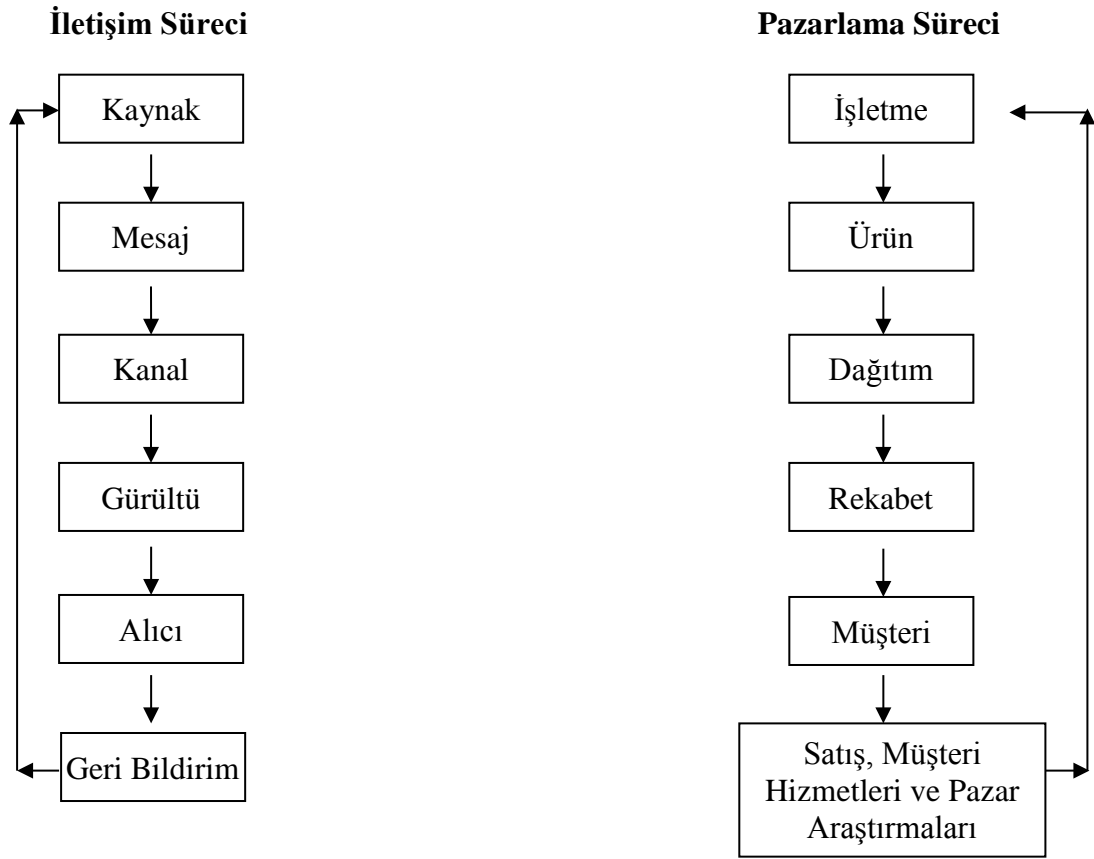 İletişim Süreci
Kaynak
Mesaj
Kanal
Gürültü
Alıcı
Geri Bildirim
Pazarlama Süreci
İşletme
Ürün
Dağıtım
Rekabet
Müşteri
Satış, Müşteri
Hizmetleri ve Pazar
Araştırmaları